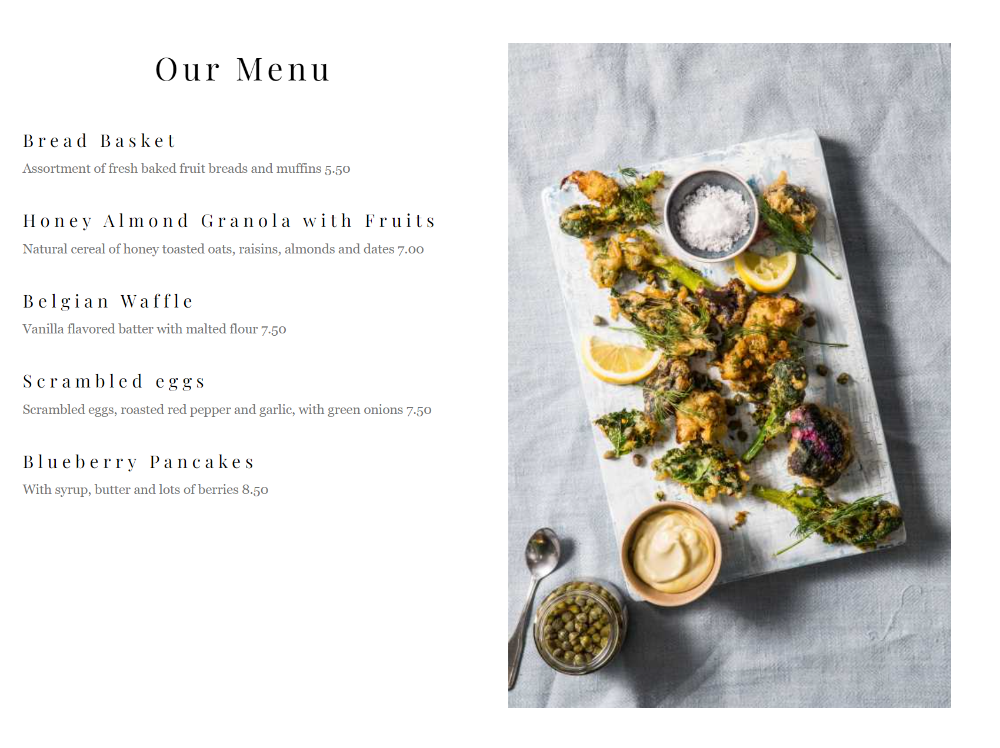 Our Menu
Bread Basket
Assortment of fresh baked fruit breads and muffins 5.50
Honey Almond Granola with Fruits
Natural cereal of honey toasted oats, raisins, almonds and dates 7.00
Belgian Waffle
Vanilla flavored batter with malted flour 7.50
Scrambled eggs
Scrambled eggs, roasted red pepper and garlic, with green onions 7.50
Blueberry Pancakes
With syrup, butter and lots of berries 8.50